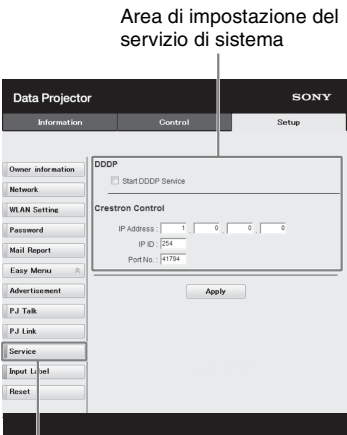 Area di impostazione del
servizio di sistema
Data Projector
SONY
Information
Control
Setup
Owner information
Network
WLAN Setting
Password
Mail Report
Easy Menu
Advertisement
PJ Talk
PJ Link
Service
Input Label
Reset
DDDP
Start DDDP Service
Crestron Control
IP Address : 1 . 0 . 0 . 0
IP ID : 254
Port No. : 41794
Apply